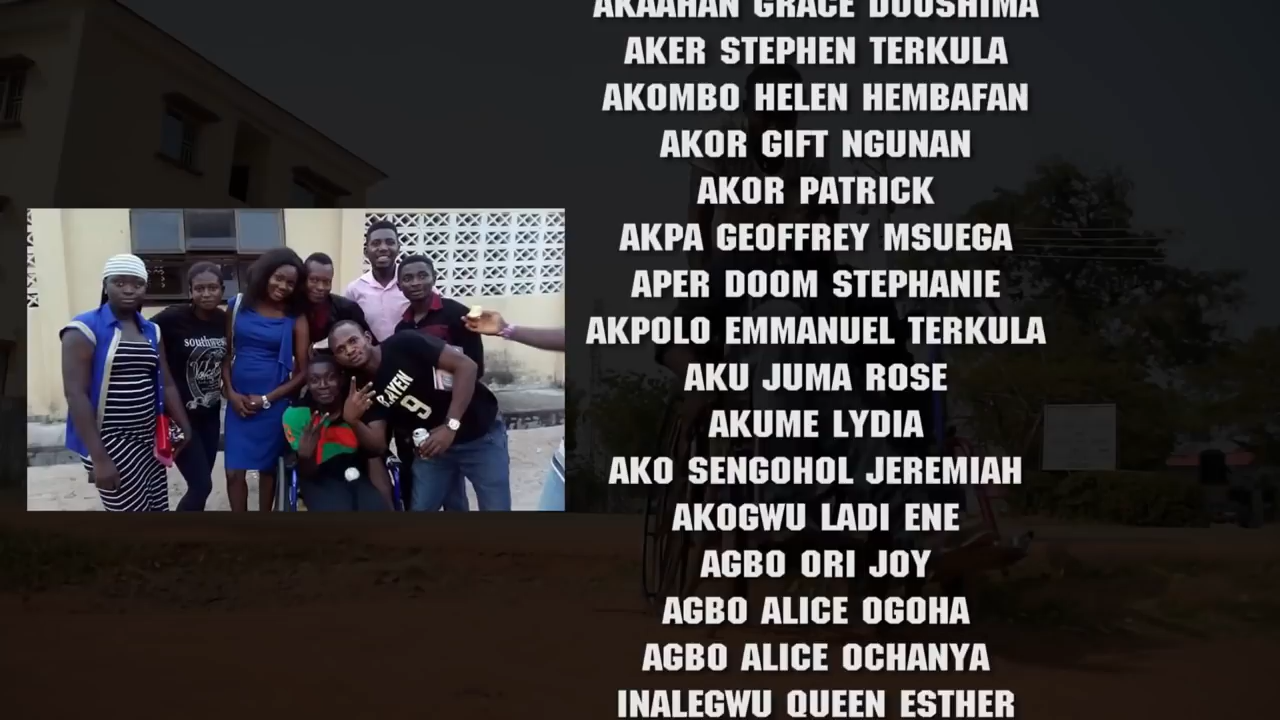 AKAAHAN GRACE DOOSHIMA
AKER STEPHEN TERKULA
AKOMBO HELEN HEMBAFAN
AKOR GIFT NGUNAN
AKOR PATRICK
AKPA GEOFFREY MSUEGA
APER DOOM STEPHANIE
AKPOLO EMMANUEL TERKULA
AKU JUMA ROSE
AKUME LYDIA
AKO SENGOHOL JEREMIAH
AKOGWU LADI ENE
AGBO ORI JOY
AGBO ALICE OGOHA
AGBO ALICE OCHANYA
INALEGWU QUEEN ESTHER
southwest
9